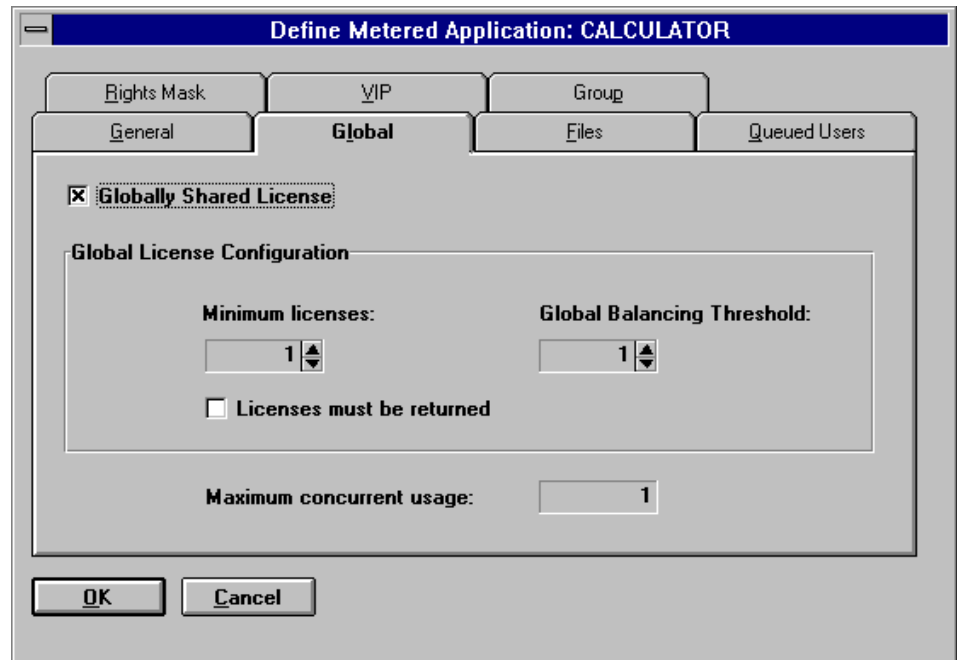 Define Metered Application: CALCULATOR
Rights Mask VIP Group
General Global Files Queued Users
Globally Shared License
Global License Configuration
Minimum licenses: Global Balancing Threshold:
1 1
Licenses must be returned
Maximum concurrent usage: 1
OK Cancel